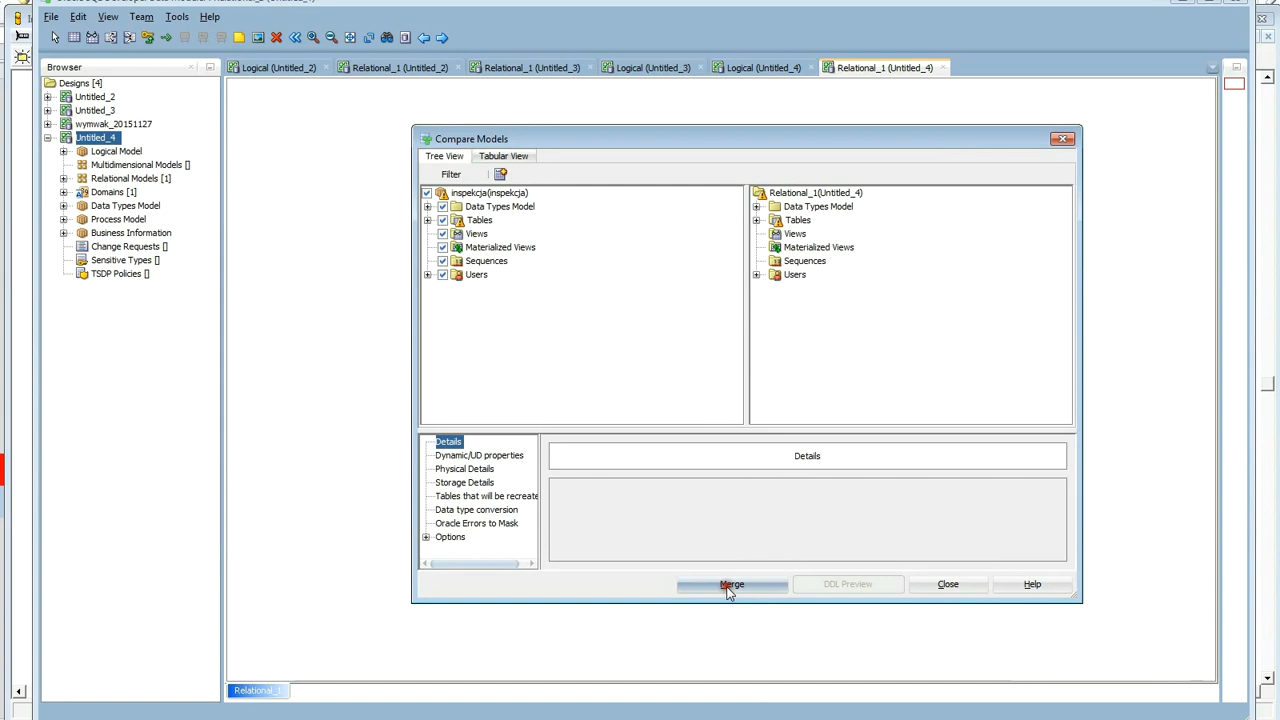 File Edit View Team Tools Help
Browser
Logical (Untitled_2) Relational_1 (Untitled_2) Relational_1 (Untitled_3) Logical (Untitled_3) Logical (Untitled_4) Relational_1 (Untitled_4)
Designs [4]
Untitled_2
Untitled_3
wymwak_20151127
Untitled_4
Logical Model
Multidimensional Models []
Relational Models [1]
Domains [1]
Data Types Model
Process Model
Business Information
Change Requests []
Sensitive Types []
TSDP Policies []
Compare Models
Tree View Tabular View
Filter
inspekcja(inspekcja)
Data Types Model
Tables
Views
Materialized Views
Sequences
Users
Relational_1(Untitled_4)
Data Types Model
Tables
Views
Materialized Views
Sequences
Users
Details
Dynamic/UD properties
Physical Details
Storage Details
Tables that will be recreate
Data type conversion
Oracle Errors to Mask
Options
Details
Merge DDL Preview Close Help
Relational_1